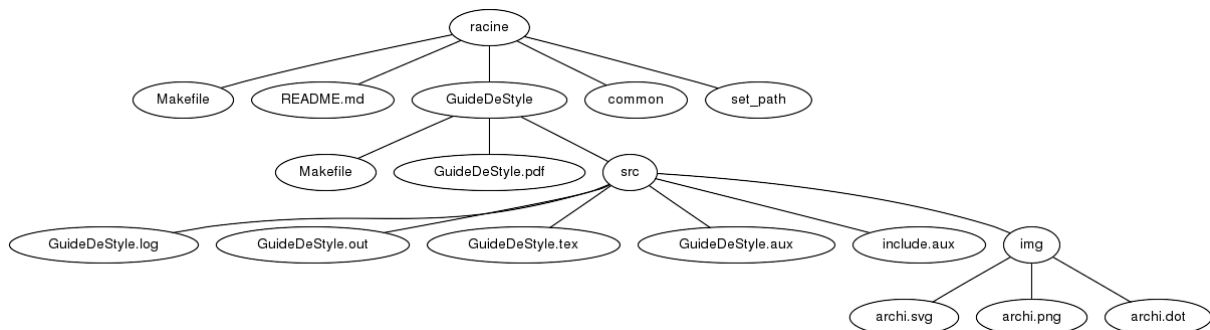 racine
Makefile README.md GuideDeStyle common set_path
Makefile GuideDeStyle.pdf src
GuideDeStyle.log GuideDeStyle.out GuideDeStyle.tex GuideDeStyle.aux include.aux img
archi.svg archi.png archi.dot